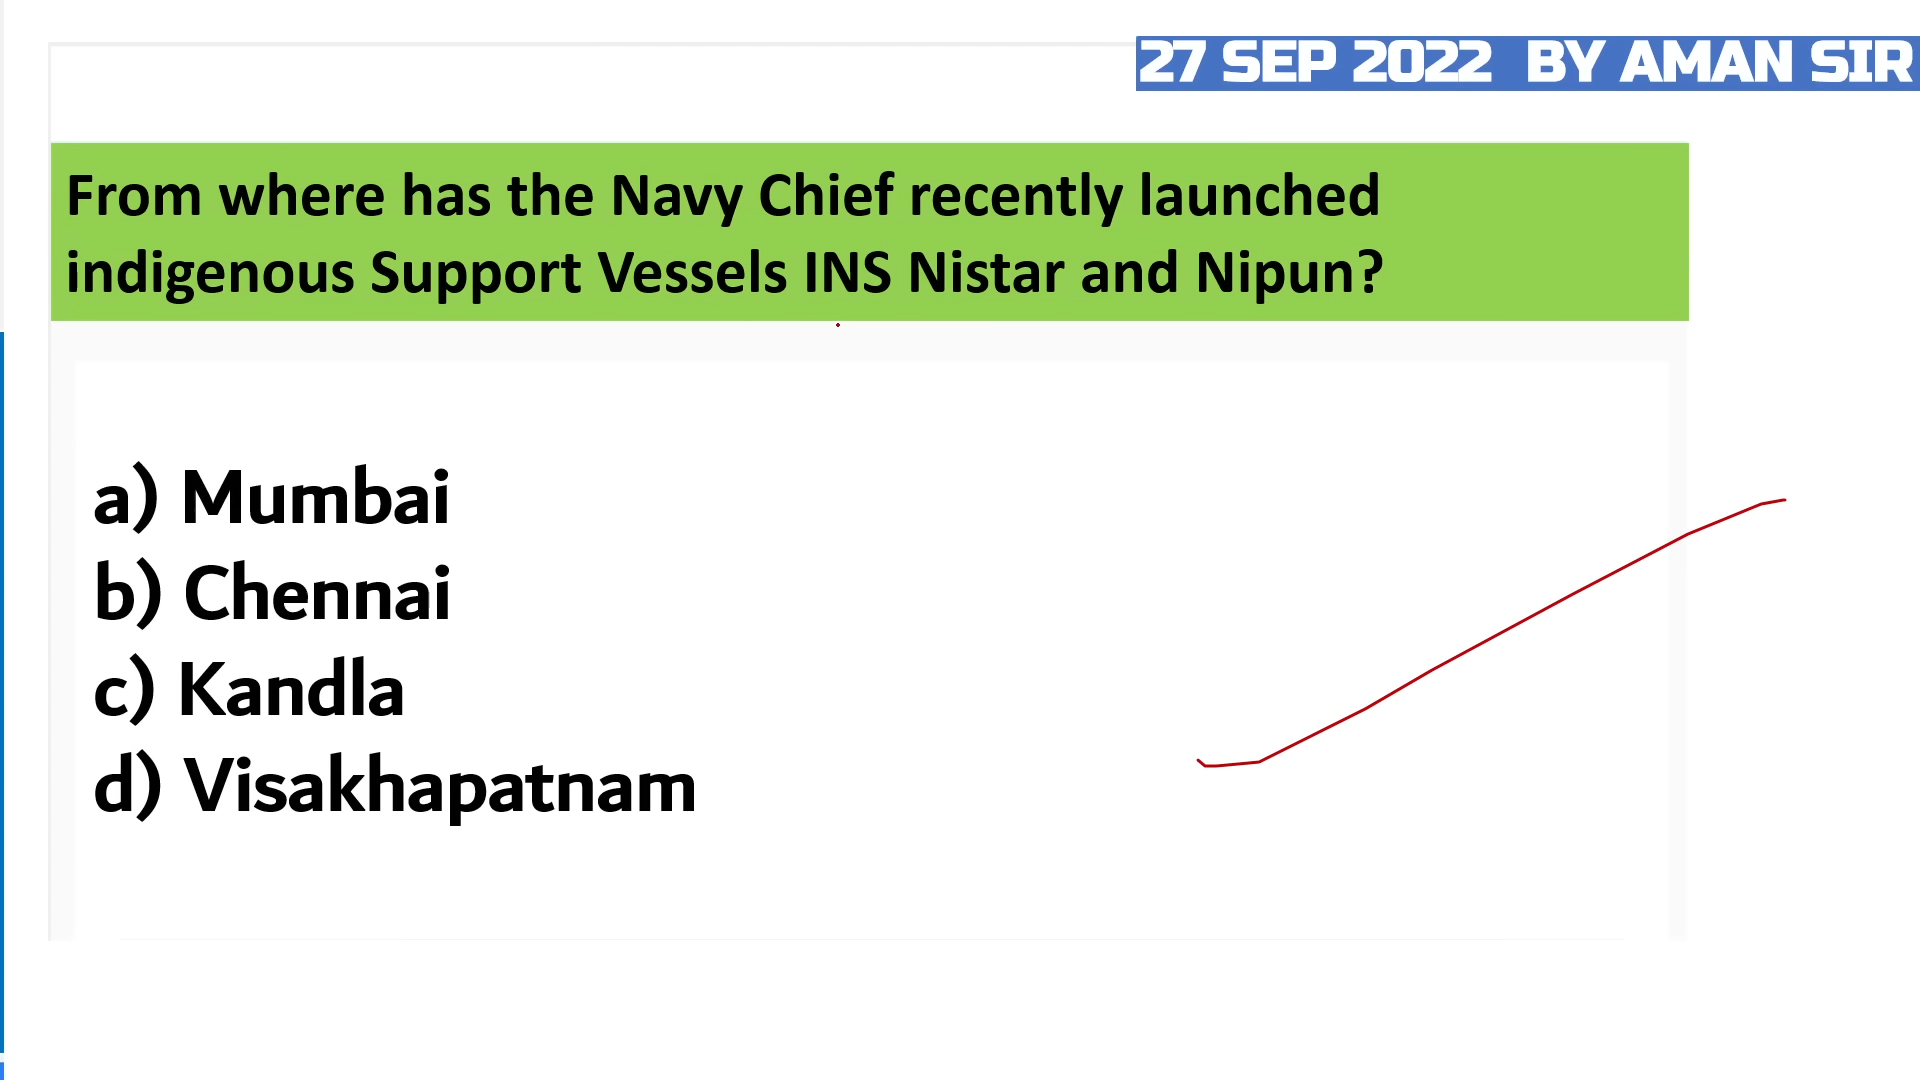 27 SEP 2022 BY AMAN SIR
From where has the Navy Chief recently launched
indigenous Support Vessels INS Nistar and Nipun?
a) Mumbai
b) Chennai
c) Kandla
d) Visakhapatnam